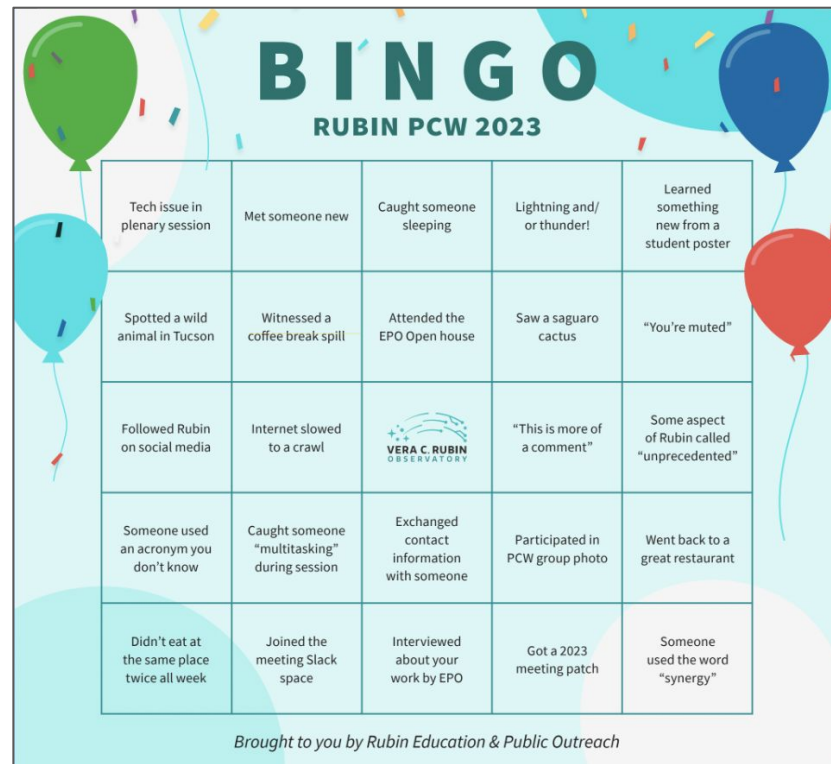 BINGO
RUBIN PCW 2023
Tech issue in
plenary session
Met someone new
Caught someone
sleeping
Lightning and/
or thunder!
Learned
something
new from a
student poster
Spotted a wild
animal in Tucson
Witnessed a
coffee break spill
Attended the
EPO Open house
Saw a saguaro
cactus
“You’re muted”
Followed Rubin
on social media
Internet slowed
to a crawl
VERA C. RUBIN
OBSERVATORY
“This is more of
a comment”
Some aspect
of Rubin called
“unprecedented”
Someone used
an acronym you
don’t know
Caught someone
“multitasking”
during session
Exchanged
contact
information
with someone
Participated in
PCW group photo
Went back to a
great restaurant
Didn’t eat at
the same place
twice all week
Joined the
meeting Slack
space
Interviewed
about your
work by EPO
Got a 2023
meeting patch
Someone
used the word
“synergy”
Brought to you by Rubin Education & Public Outreach